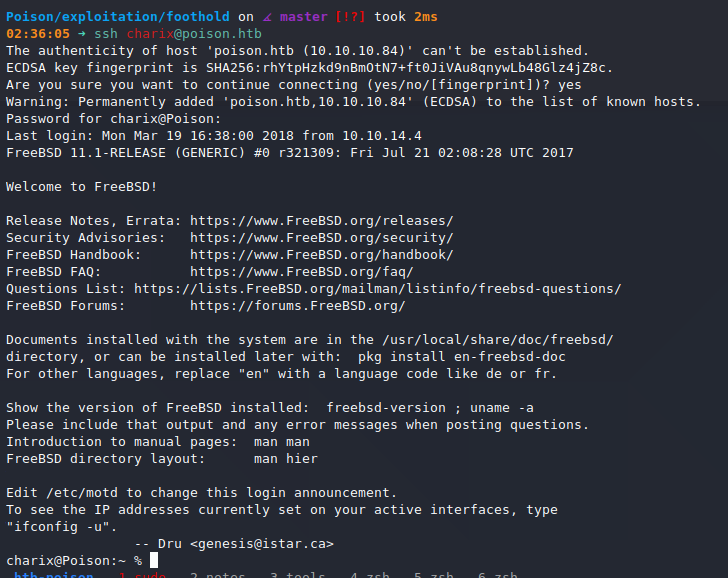 Poison/exploitation/foothold on master [!?] took 2ms
02:36:05 → ssh charix@poison.htb
The authenticity of host 'poison.htb (10.10.10.84)' can't be established.
ECDSA key fingerprint is SHA256:rhYtpHzkd9nBmOtN7+ft0JiVAu8qnywLb48Glz4jZ8c.
Are you sure you want to continue connecting (yes/no/[fingerprint])? yes
Warning: Permanently added 'poison.htb,10.10.10.84' (ECDSA) to the list of known hosts.
Password for charix@Poison:
Last login: Mon Mar 19 16:38:00 2018 from 10.10.14.4
FreeBSD 11.1-RELEASE (GENERIC) #0 r321309: Fri Jul 21 02:08:28 UTC 2017
Welcome to FreeBSD!
Release Notes, Errata: https://www.FreeBSD.org/releases/
Security Advisories:   https://www.FreeBSD.org/security/
FreeBSD Handbook:      https://www.FreeBSD.org/handbook/
FreeBSD FAQ:           https://www.FreeBSD.org/faq/
Questions List: https://lists.FreeBSD.org/mailman/listinfo/freebsd-questions/
FreeBSD Forums:        https://forums.FreeBSD.org/
Documents installed with the system are in the /usr/local/share/doc/freebsd/
directory, or can be installed later with:  pkg install en-freebsd-doc
For other languages, replace "en" with a language code like de or fr.
Show the version of FreeBSD installed:  freebsd-version ; uname -a
Please include that output and any error messages when posting questions.
Introduction to manual pages:  man man
FreeBSD directory layout:      man hier
Edit /etc/motd to change this login announcement.
To see the IP addresses currently set on your active interfaces, type
"ifconfig -u".
-- Dru <genesis@istar.ca>
charix@Poison:~ %
htb-poison 1 sudo 2 notes 3 tools 4 zsh 5 zsh 6 zsh